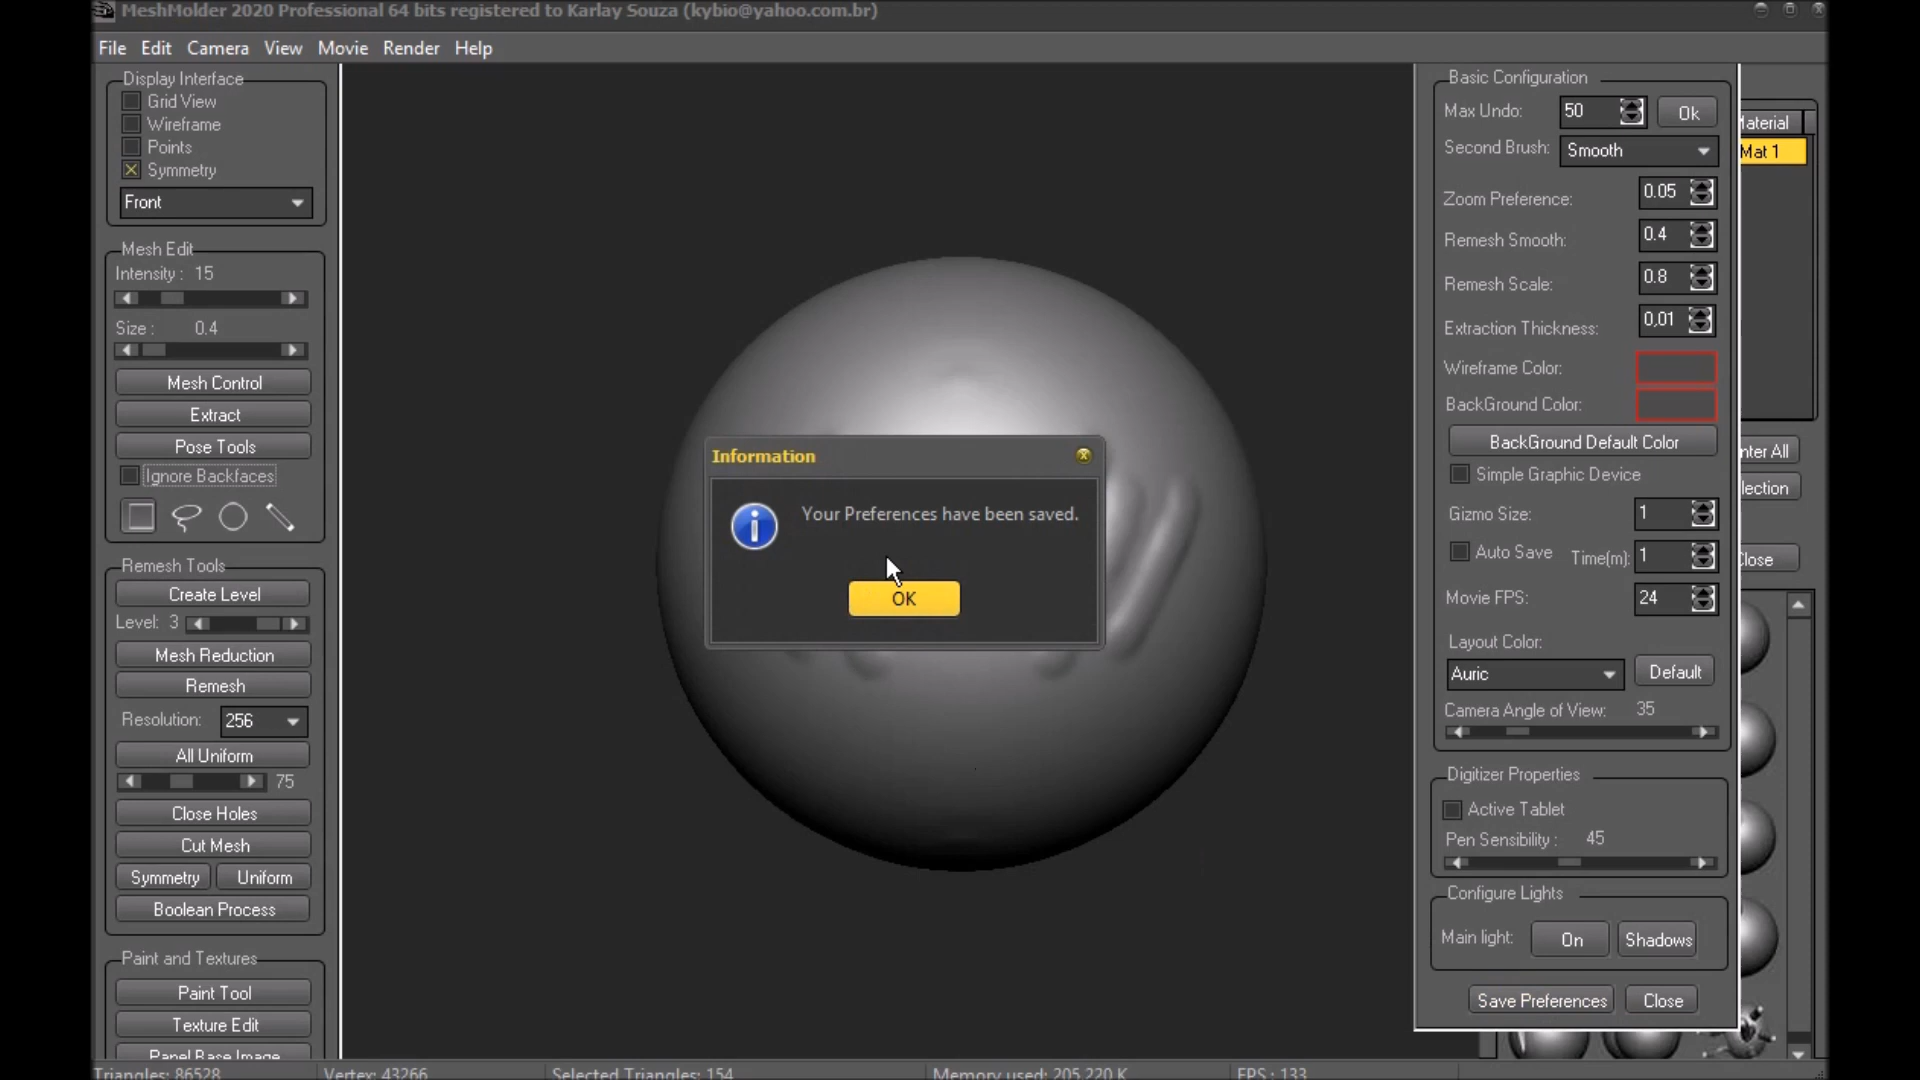 MeshMolder 2020 Professional 64 bits registered to Karlay Souza (kybio@yahoo.com.br)
File Edit Camera View Movie Render Help
Display Interface
Grid View
Wireframe
Points
Symmetry
Front
Mesh Edit
Intensity : 15
Size : 0.4
Mesh Control
Extract
Pose Tools
Ignore Backfaces
Remesh Tools
Create Level
Level: 3
Mesh Reduction
Remesh
Resolution: 256
All Uniform
75
Close Holes
Cut Mesh
Symmetry Uniform
Boolean Process
Paint and Textures
Paint Tool
Texture Edit
Panel Base Image
Information
Your Preferences have been saved.
OK
Basic Configuration
Max Undo: 50 Ok
Second Brush: Smooth
Zoom Preference: 0.05
Remesh Smooth: 0.4
Remesh Scale: 0.8
Extraction Thickness: 0,01
Wireframe Color:
BackGround Color:
BackGround Default Color
Simple Graphic Device
Gizmo Size: 1
Auto Save Time(m): 1
Movie FPS: 24
Layout Color:
Auric Default
Camera Angle of View: 35
Digitizer Properties
Active Tablet
Pen Sensibility : 45
Configure Lights
Main light: On Shadows
Save Preferences Close
Material
Mat 1
nter All
lection
Close
Triangles: 86528 Vertex: 43266 Selected Triangles: 154 Memory used: 205.220 K FPS : 133